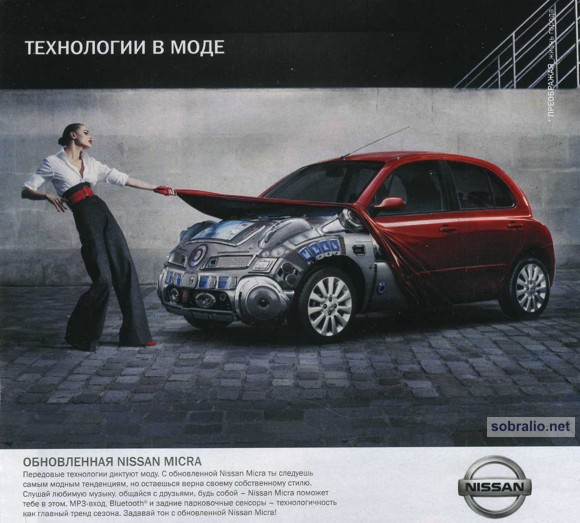 ТЕХНОЛОГИИ В МОДЕ
* ПРЕОБРАЖАЯ
sobralio.net
ОБНОВЛЕННАЯ NISSAN MICRA
Передовые технологии диктуют моду. С обновленной Nissan Micra ты следуешь
самым модным тенденциям, но остаешься верна своему собственному стилю.
Слушай любимую музыку, общайся с друзьями, будь собой – Nissan Micra поможет
тебе в этом. MP3-вход, Bluetooth® и задние парковочные сенсоры – технологичность
как главный тренд сезона. Задавай тон с обновленной Nissan Micra!
NISSAN